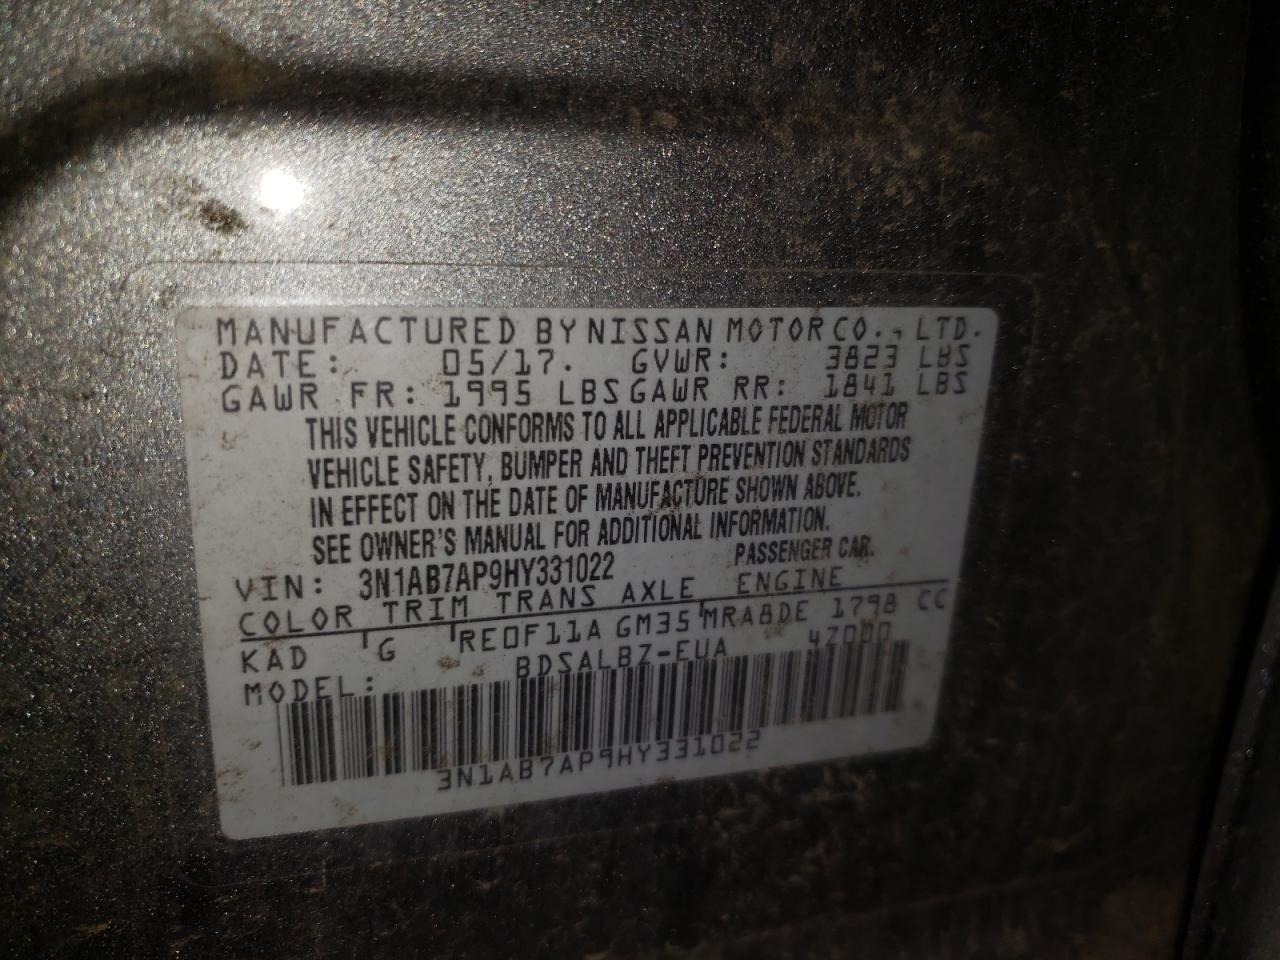 MANUFACTURED BY NISSAN MOTOR CO., LTD.
DATE: 05/17. GVWR: 3823 LBS
GAWR FR: 1995 LBS GAWR RR: 1841 LBS
THIS VEHICLE CONFORMS TO ALL APPLICABLE FEDERAL MOTOR
VEHICLE SAFETY, BUMPER AND THEFT PREVENTION STANDARDS
IN EFFECT ON THE DATE OF MANUFACTURE SHOWN ABOVE.
SEE OWNER'S MANUAL FOR ADDITIONAL INFORMATION.
VIN: 3N1AB7AP9HY331022 PASSENGER CAR.
COLOR TRIM TRANS AXLE ENGINE
KAD G RE0F11A GM35 MRA8DE 1798 CC
MODEL: BDSALBZ-EUA 4Z000
3N1AB7AP9HY331022